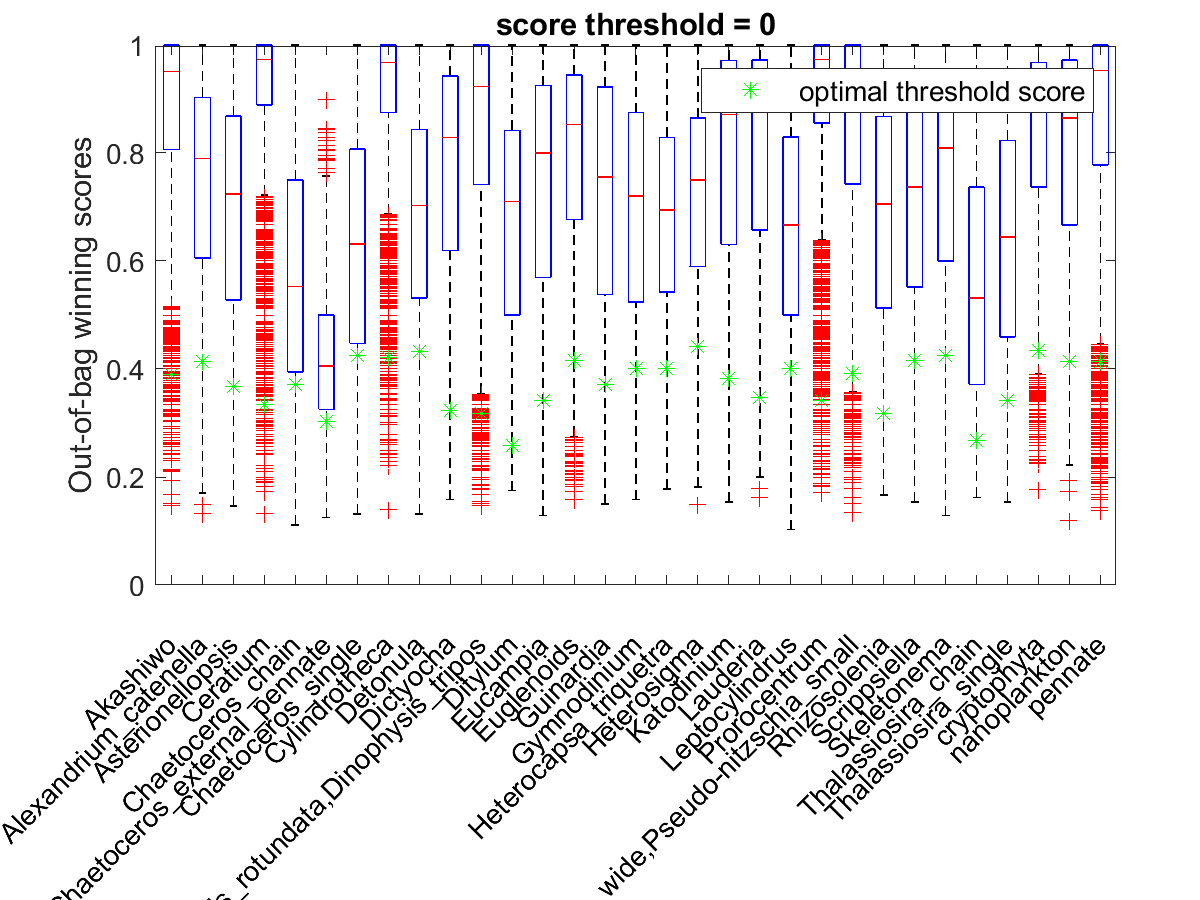 score threshold = 0
optimal threshold score
Out-of-bag winning scores
1
0.8
0.6
0.4
0.2
0
Akashiwo
Alexandrium_catenella
Asterionellopsis
Ceratium
Chaetoceros_chain
Chaetoceros_external_pennate
Chaetoceros_single
Cylindrotheca
Detonula
Dictyocha
_rotundata,Dinophysis_tripos
Ditylum
Eucampia
Euglenoids
Guinardia
Gymnodinium
Heterocapsa_triquetra
Heterosigma
Katodinium
Lauderia
Leptocylindrus
Prorocentrum
wide,Pseudo-nitzschia_small
Rhizosolenia
Scrippsiella
Skeletonema
Thalassiosira_chain
Thalassiosira_single
cryptophyta
nanoplankton
pennate